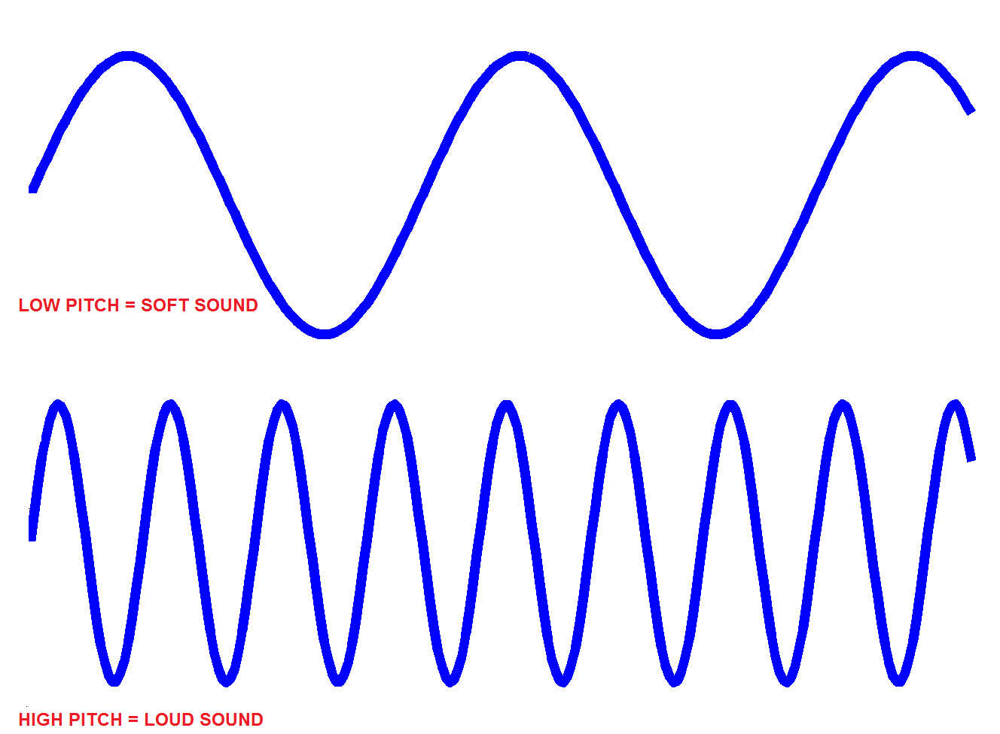 LOW PITCH = SOFT SOUND
HIGH PITCH = LOUD SOUND